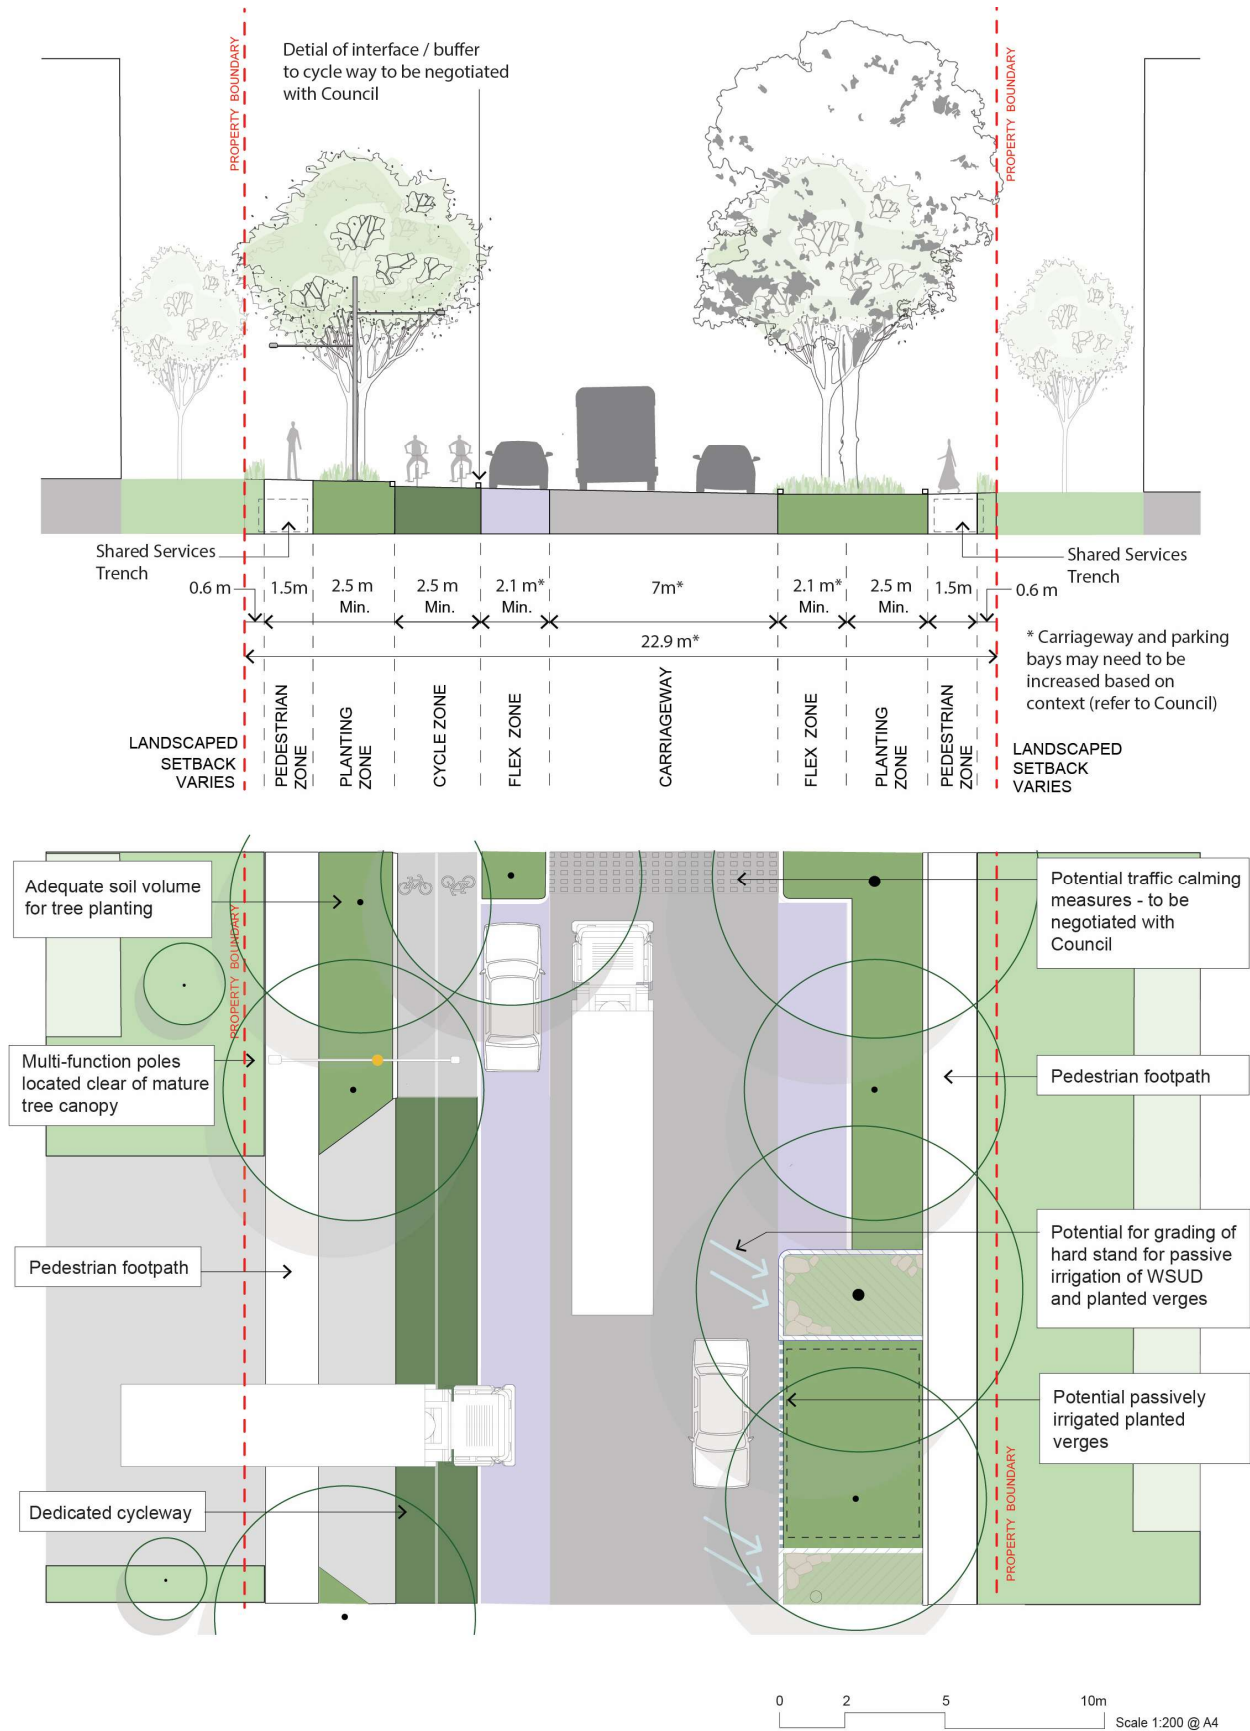 PROPERTY BOUNDARY
Detial of interface / buffer
to cycle way to be negotiated
with Council
PROPERTY BOUNDARY
Shared Services
Trench
Shared Services
Trench
0.6 m
1.5m
2.5 m
Min.
2.5 m
Min.
2.1 m*
Min.
7m*
2.1 m*
Min.
2.5 m
Min.
1.5m
0.6 m
22.9 m*
* Carriageway and parking
bays may need to be
increased based on
context (refer to Council)
LANDSCAPED
SETBACK
VARIES
PEDESTRIAN
ZONE
PLANTING
ZONE
CYCLE ZONE
FLEX ZONE
CARRIAGEWAY
FLEX ZONE
PLANTING
ZONE
PEDESTRIAN
ZONE
LANDSCAPED
SETBACK
VARIES
Adequate soil volume
for tree planting
PROPERTY BOUNDARY
Multi-function poles
located clear of mature
tree canopy
Pedestrian footpath
Dedicated cycleway
Potential traffic calming
measures - to be
negotiated with
Council
Pedestrian footpath
Potential for grading of
hard stand for passive
irrigation of WSUD
and planted verges
Potential passively
irrigated planted
verges
PROPERTY BOUNDARY
0 2 5 10m
Scale 1:200 @ A4